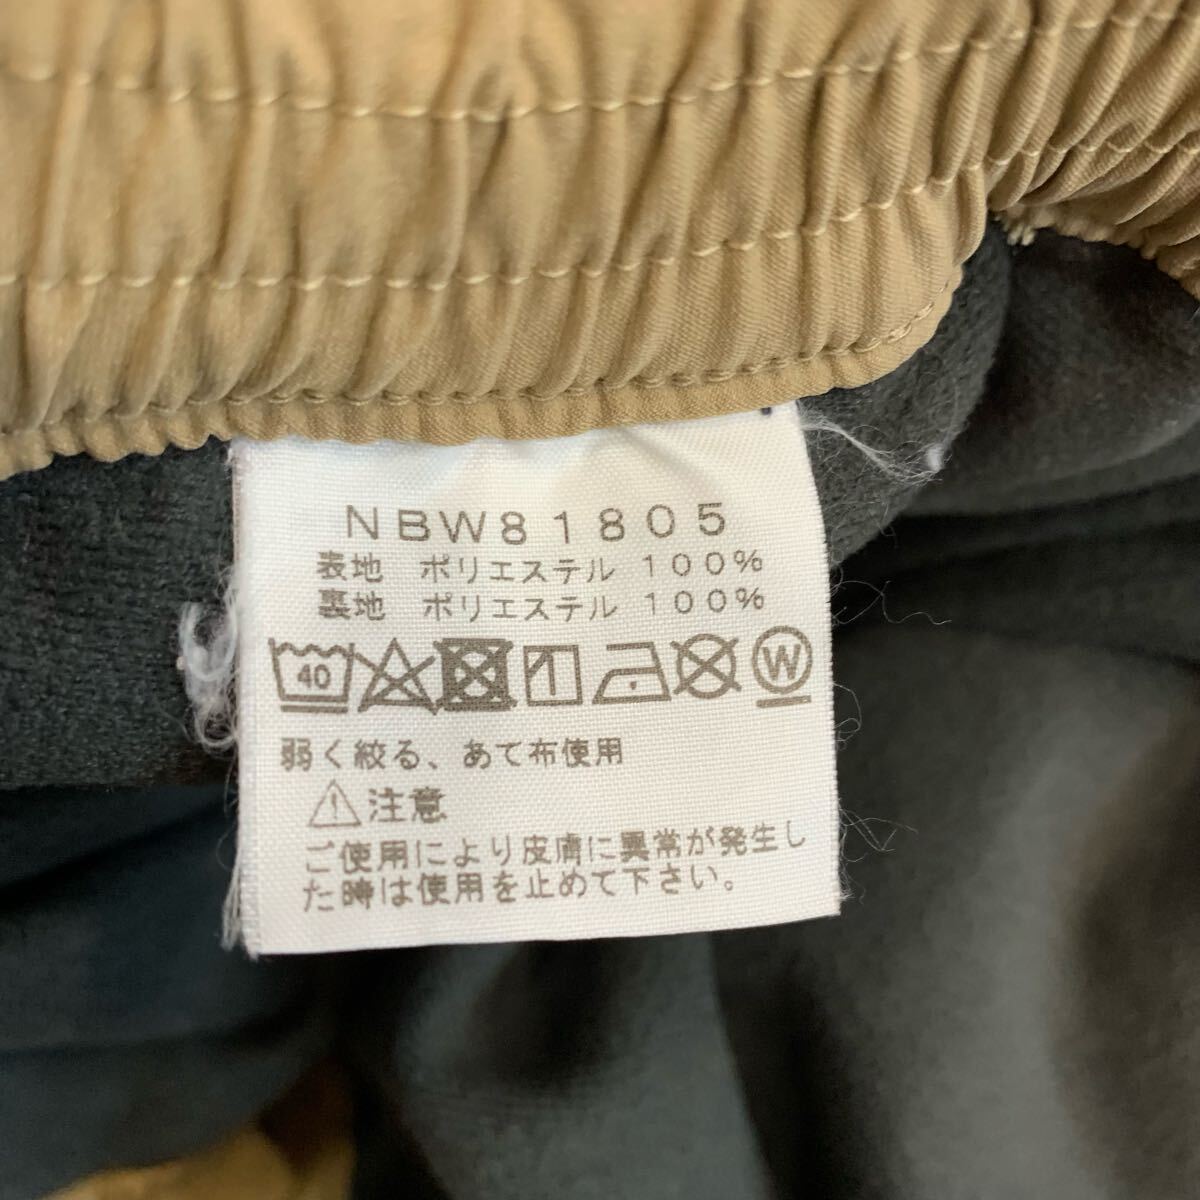 NBW81805
表地 ポリエステル 100%
裏地 ポリエステル 100%
40 W
弱く絞る、あて布使用
注意
ご使用により皮膚に異常が発生し
た時は使用を止めて下さい。